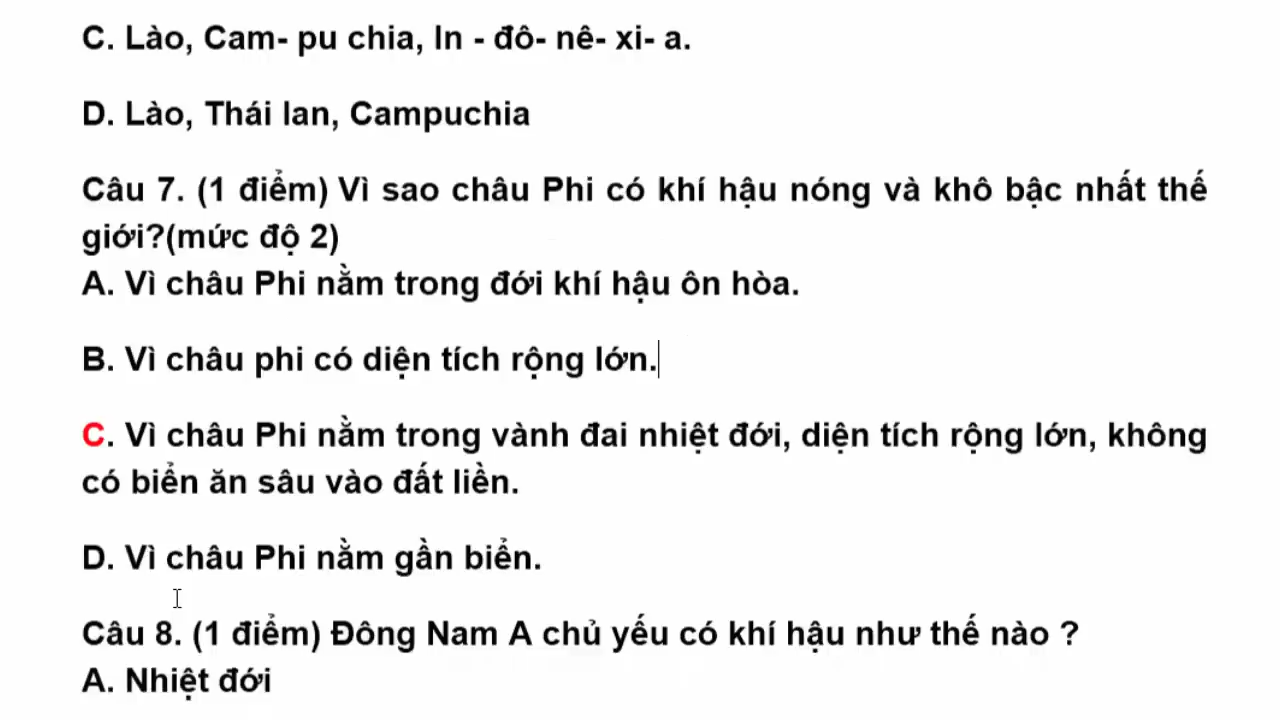 C. Lào, Cam- pu chia, In - đô- nê- xi- a.
D. Lào, Thái lan, Campuchia
Câu 7. (1 điểm) Vì sao châu Phi có khí hậu nóng và khô bậc nhất thế
giới?(mức độ 2)
A. Vì châu Phi nằm trong đới khí hậu ôn hòa.
B. Vì châu phi có diện tích rộng lớn.
C. Vì châu Phi nằm trong vành đai nhiệt đới, diện tích rộng lớn, không
có biển ăn sâu vào đất liền.
D. Vì châu Phi nằm gần biển.
Câu 8. (1 điểm) Đông Nam A chủ yếu có khí hậu như thế nào ?
A. Nhiệt đới